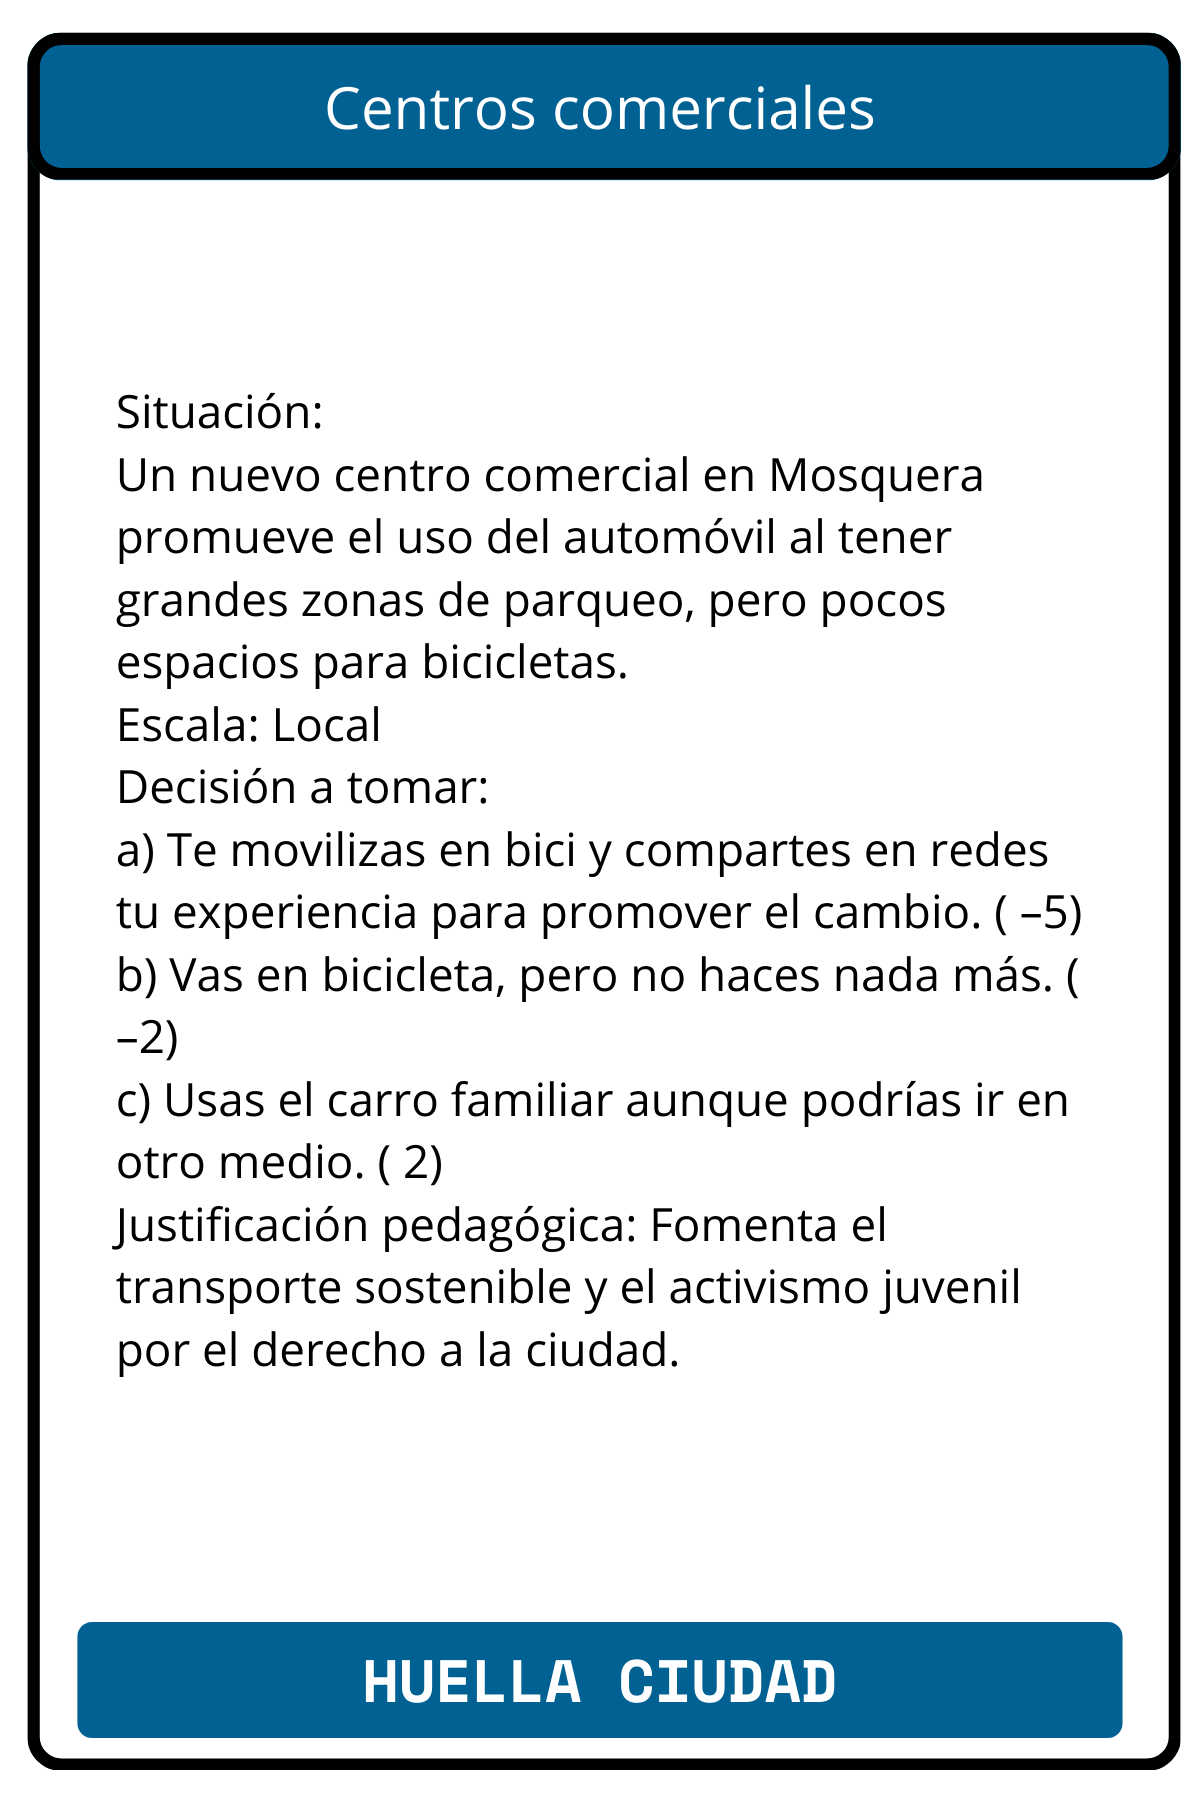 Centros comerciales
Situación:
Un nuevo centro comercial en Mosquera
promueve el uso del automóvil al tener
grandes zonas de parqueo, pero pocos
espacios para bicicletas.
Escala: Local
Decisión a tomar:
a) Te movilizas en bici y compartes en redes
tu experiencia para promover el cambio. ( –5)
b) Vas en bicicleta, pero no haces nada más. (
–2)
c) Usas el carro familiar aunque podrías ir en
otro medio. ( 2)
Justificación pedagógica: Fomenta el
transporte sostenible y el activismo juvenil
por el derecho a la ciudad.
HUELLA CIUDAD